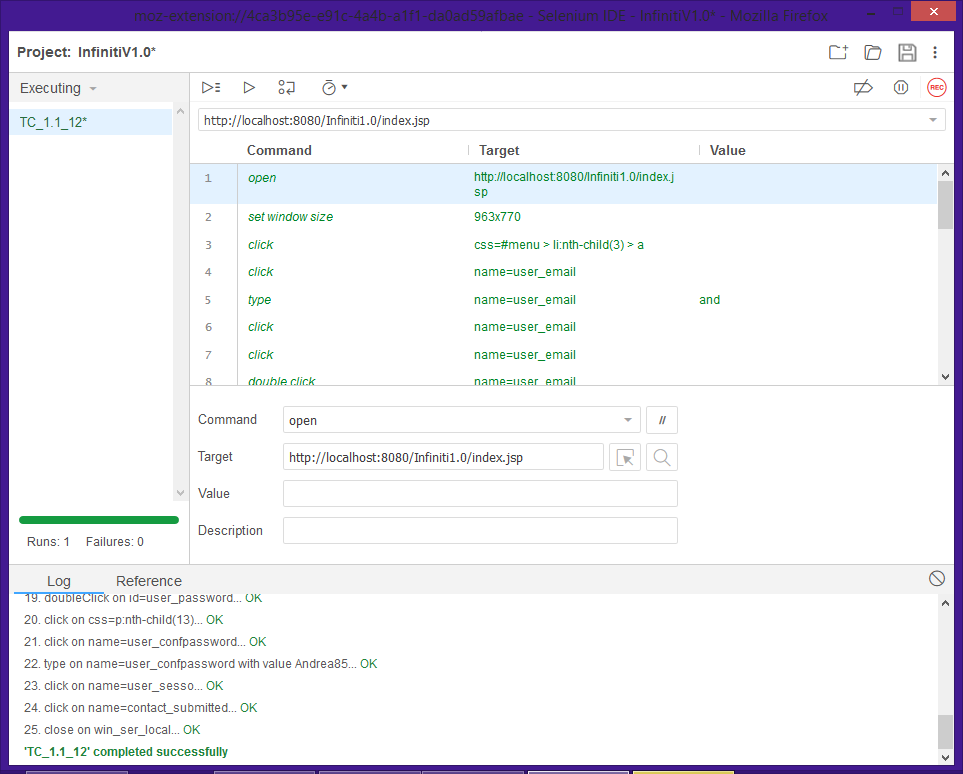 moz-extension://4ca3b95e-e91c-4a4b-a1f1-da0ad59afbae - Selenium IDE - InfinitiV1.0* - Mozilla Firefox
Project: InfinitiV1.0*
Executing
REC
TC_1.1_12*
http://localhost:8080/Infiniti1.0/index.jsp
Command Target Value
1 open http://localhost:8080/Infiniti1.0/index.j
sp
2 set window size 963x770
3 click css=#menu > li:nth-child(3) > a
4 click name=user_email
5 type name=user_email and
6 click name=user_email
7 click name=user_email
8 double click name=user_email
Command open //
Target http://localhost:8080/Infiniti1.0/index.jsp
Value
Description
Runs: 1 Failures: 0
Log Reference
19. doubleClick on id=user_password... OK
20. click on css=p:nth-child(13)... OK
21. click on name=user_confpassword... OK
22. type on name=user_confpassword with value Andrea85... OK
23. click on name=user_sesso... OK
24. click on name=contact_submitted... OK
25. close on win_ser_local... OK
'TC_1.1_12' completed successfully